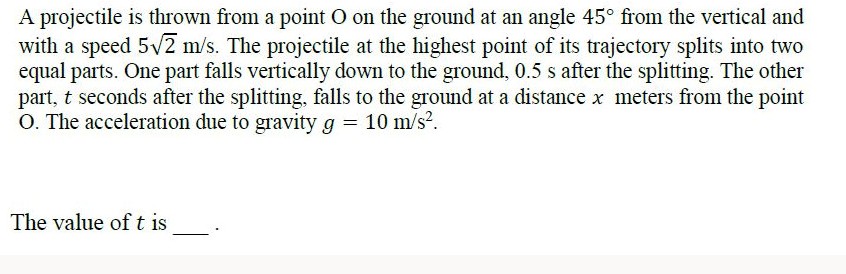 A projectile is thrown from a point O on the ground at an angle 45° from the vertical and
with a speed 5√2 m/s. The projectile at the highest point of its trajectory splits into two
equal parts. One part falls vertically down to the ground, 0.5 s after the splitting. The other
part, t seconds after the splitting, falls to the ground at a distance x meters from the point
O. The acceleration due to gravity g = 10 m/s².
The value of t is ___ .